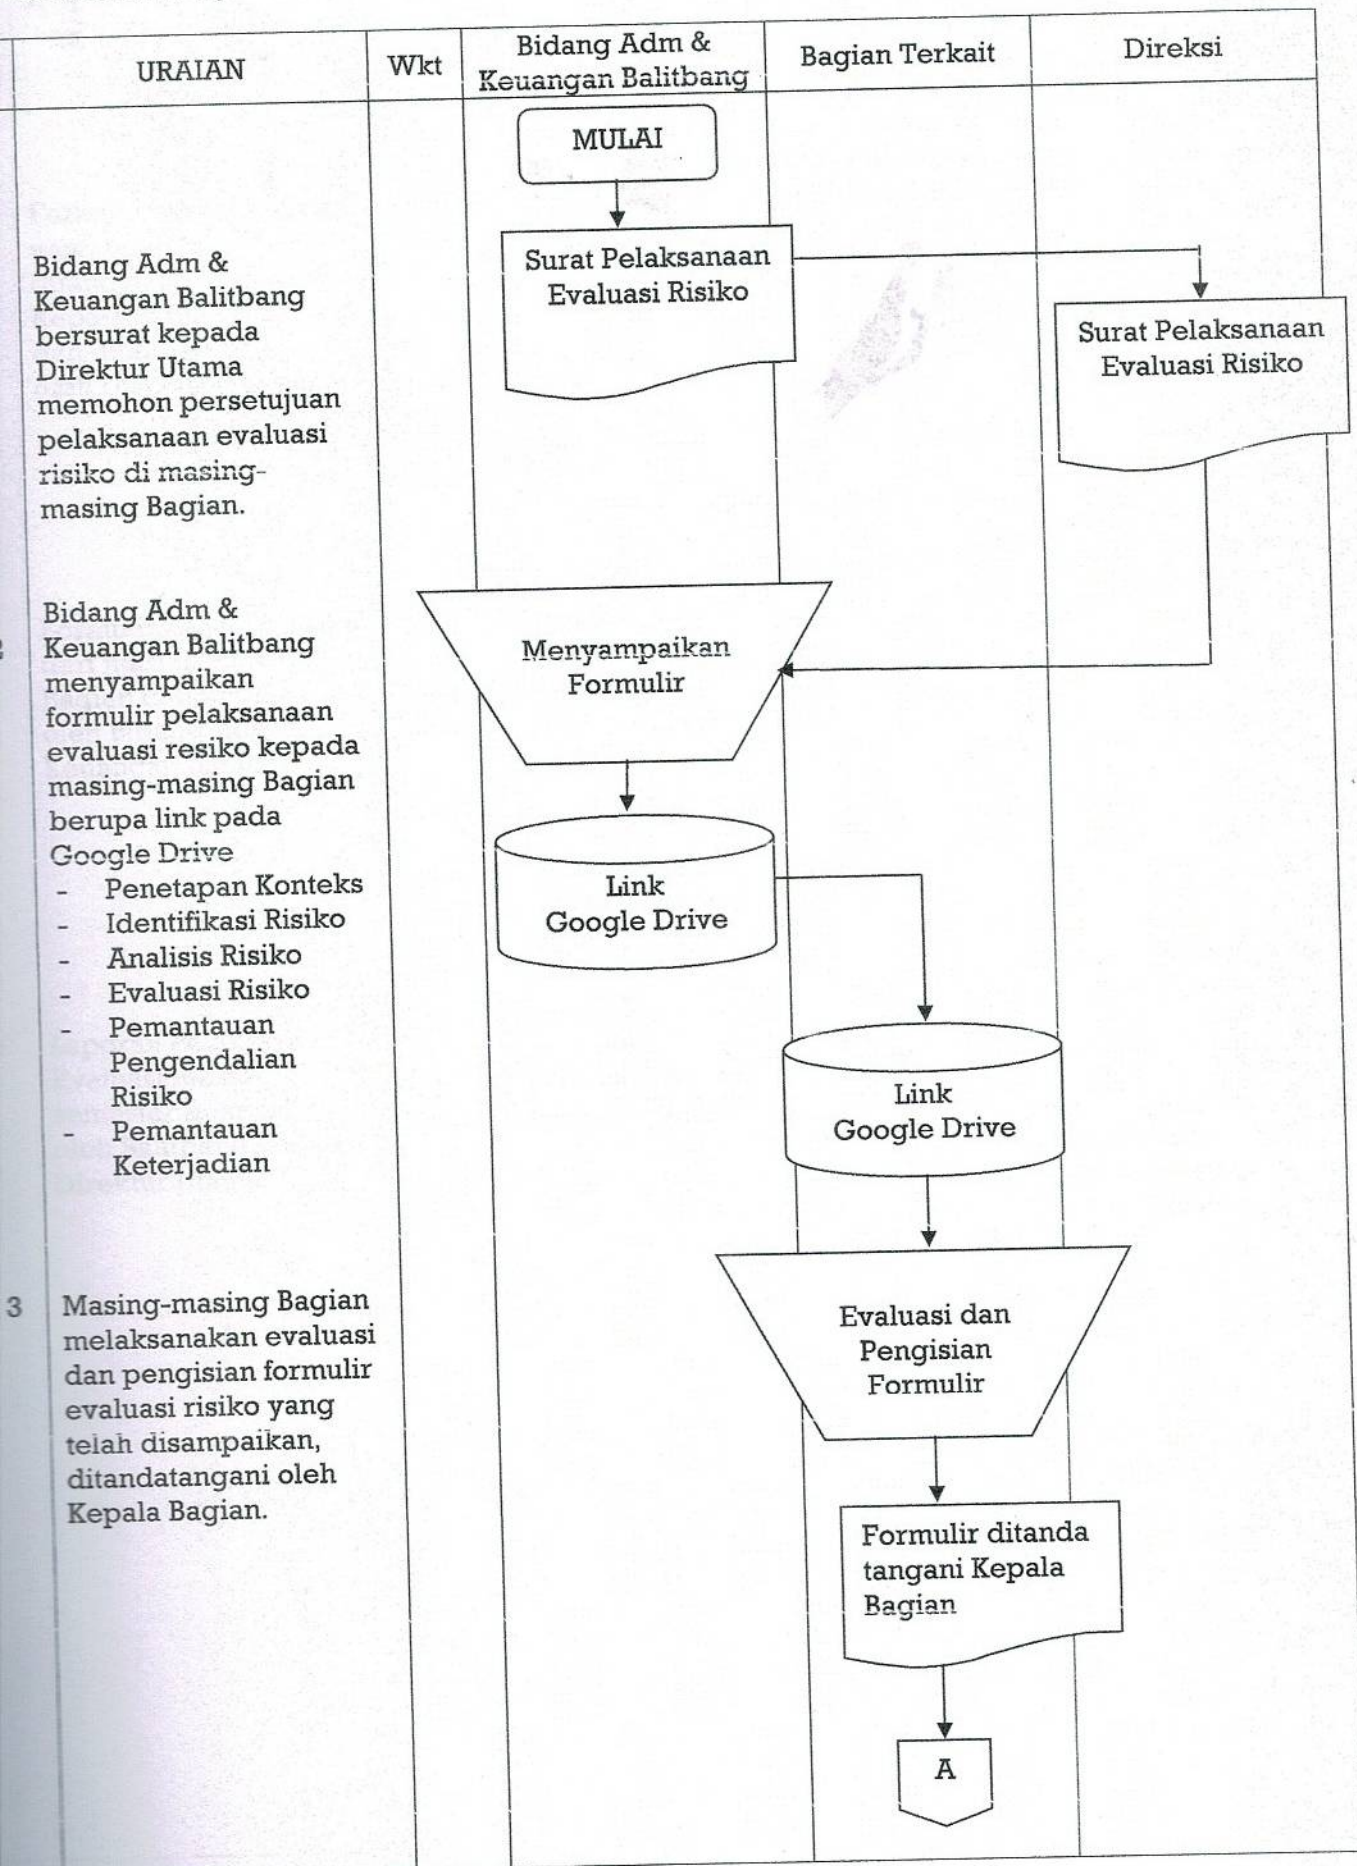 URAIAN
Wkt
Bidang Adm &
Keuangan Balitbang
Bagian Terkait
Direksi
MULAI
Bidang Adm &
Keuangan Balitbang
bersurat kepada
Direktur Utama
memohon persetujuan
pelaksanaan evaluasi
risiko di masing-
masing Bagian.
Surat Pelaksanaan
Evaluasi Risiko
Surat Pelaksanaan
Evaluasi Risiko
2
Bidang Adm &
Keuangan Balitbang
menyampaikan
formulir pelaksanaan
evaluasi resiko kepada
masing-masing Bagian
berupa link pada
Google Drive
- Penetapan Konteks
- Identifikasi Risiko
- Analisis Risiko
- Evaluasi Risiko
- Pemantauan
Pengendalian
Risiko
- Pemantauan
Keterjadian
Menyampaikan
Formulir
Link
Google Drive
Link
Google Drive
3
Masing-masing Bagian
melaksanakan evaluasi
dan pengisian formulir
evaluasi risiko yang
telah disampaikan,
ditandatangani oleh
Kepala Bagian.
Evaluasi dan
Pengisian
Formulir
Formulir ditanda
tangani Kepala
Bagian
A